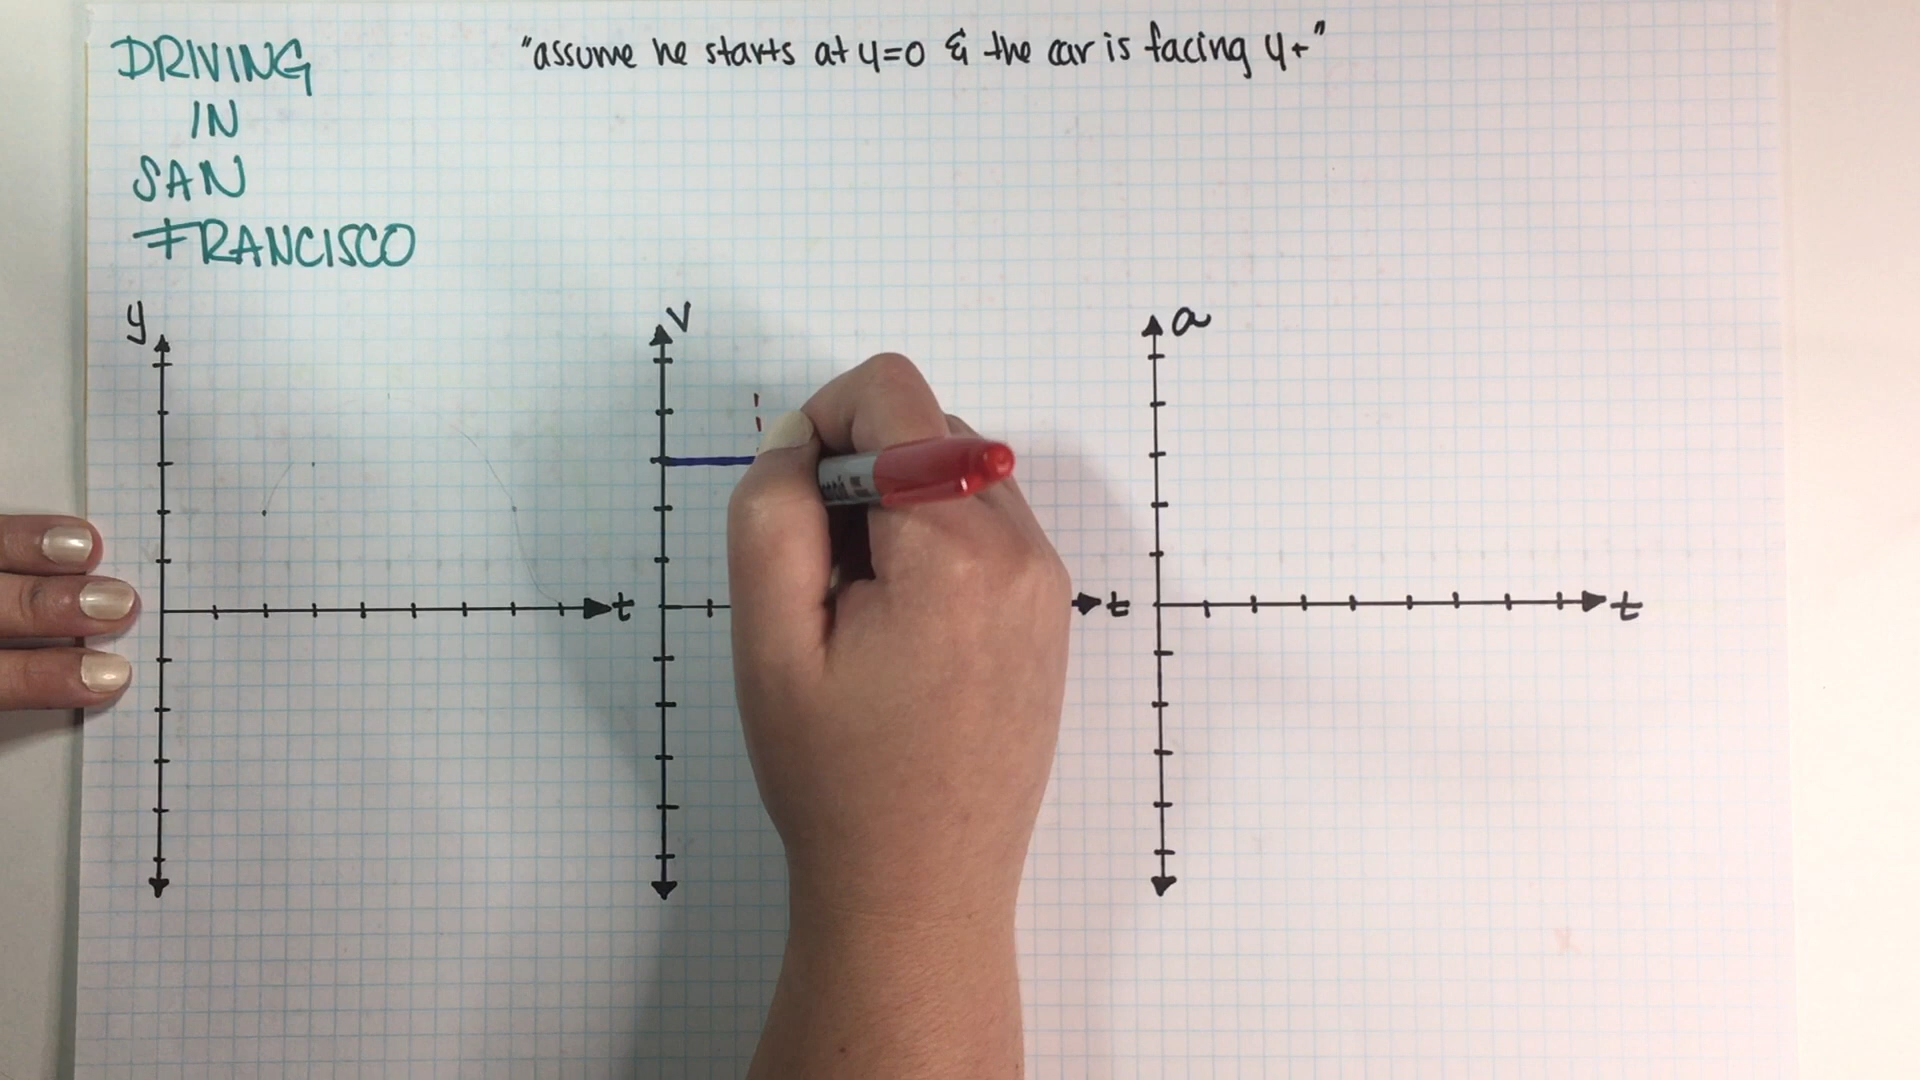 DRIVING
IN
SAN
FRANCISCO
"assume he starts at y=0 & the car is facing y+"
y
t
v
t
a
t